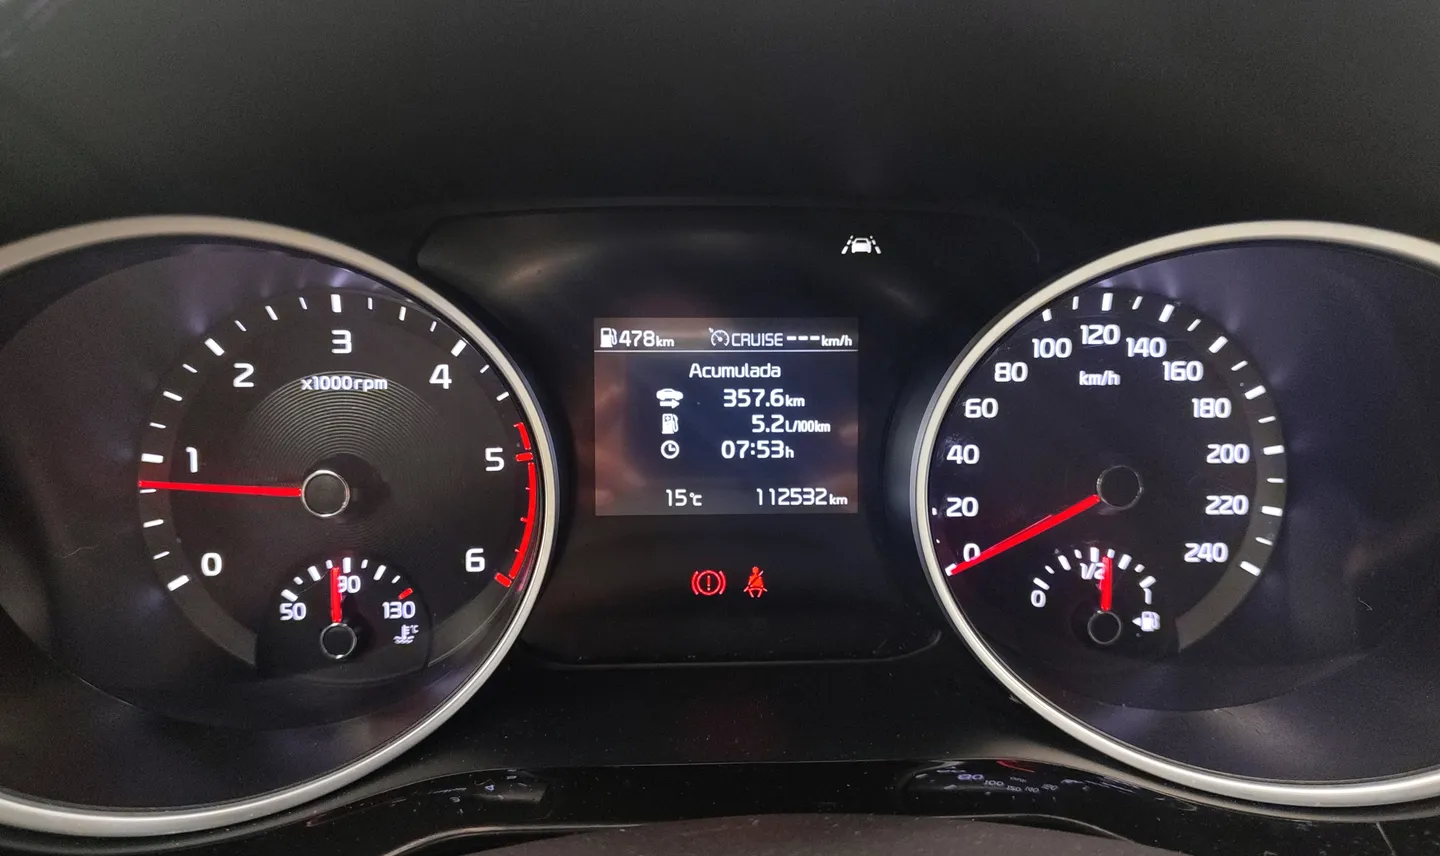 478km CRUISE ---km/h
Acumulada
357.6km
5.2L/100km
07:53h
15°c 112532km
0 1 2 3 4 5 6
x1000rpm
50 90 130
°C
0 20 40 60 80 100 120 140 160 180 200 220 240
km/h
0 1/2 1